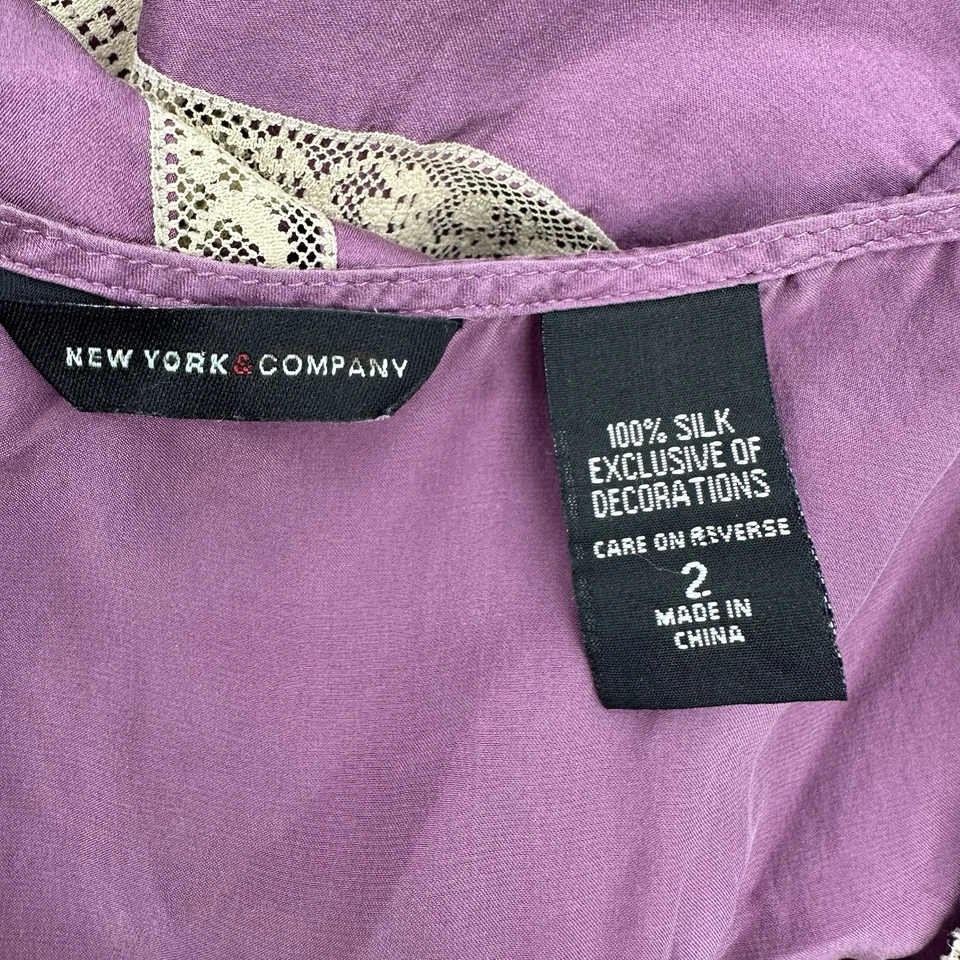 NEW YORK & COMPANY
100% SILK
EXCLUSIVE OF
DECORATIONS
CARE ON REVERSE
2
MADE IN
CHINA